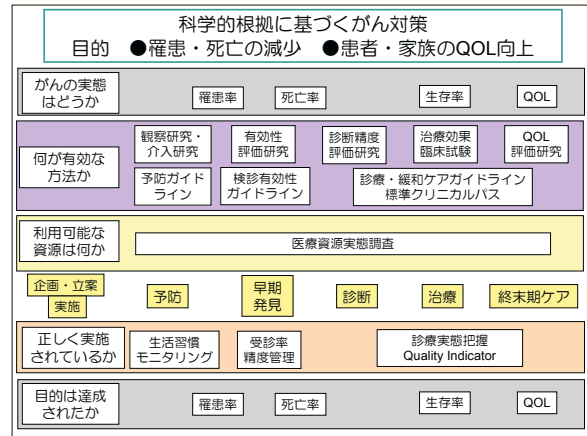 科学的根拠に基づくがん対策
目的 ●罹患・死亡の減少 ●患者・家族のQOL向上
がんの実態
はどうか
罹患率 死亡率 生存率 QOL
何が有効な
方法か
観察研究・
介入研究
有効性
評価研究
診断精度
評価研究
治療効果
臨床試験
QOL
評価研究
予防ガイド
ライン
検診有効性
ガイドライン
診療・緩和ケアガイドライン
標準クリニカルパス
利用可能な
資源は何か
医療資源実態調査
企画・立案
実施
予防
早期
発見
診断
治療
終末期ケア
正しく実施
されているか
生活習慣
モニタリング
受診率
精度管理
診療実態把握
Quality Indicator
目的は達成
されたか
罹患率 死亡率 生存率 QOL